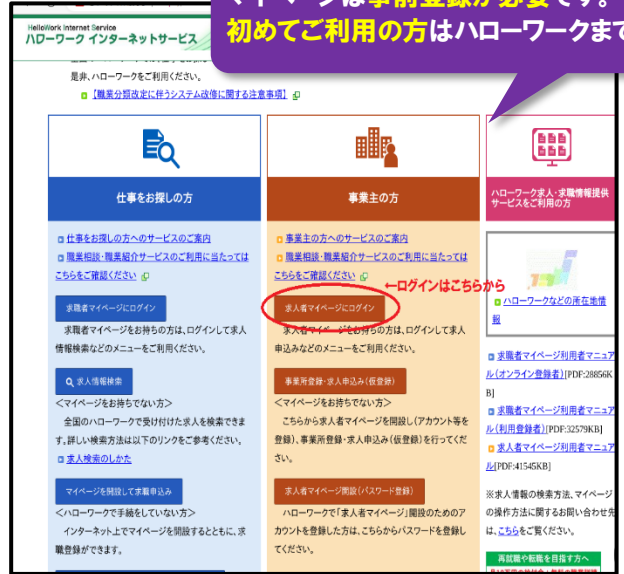 マイページは事前登録が必要です。
初めてご利用の方はハローワークまで
HelloWork Internet Service
ハローワーク インターネットサービス
是非、ハローワークをご利用ください。
【職業分類改定に伴うシステム改修に関する注意事項】
仕事をお探しの方
仕事をお探しの方へのサービスのご案内
職業相談・職業紹介サービスのご利用に当たっては
こちらをご確認ください
求職者マイページにログイン
求職者マイページをお持ちの方は、ログインして求人
情報検索などのメニューをご利用ください。
求人情報検索
<マイページをお持ちでない方>
全国のハローワークで受け付けた求人を検索できま
す。詳しい検索方法は以下のリンクをご参考ください。
求人検索のしかた
マイページを開設して求職申込み
<ハローワークで手続をしていない方>
インターネット上でマイページを開設するとともに、求
職登録ができます。
事業主の方
事業主の方へのサービスのご案内
職業相談・職業紹介サービスのご利用に当たっては
こちらをご確認ください
←ログインはこちらから
求人者マイページにログイン
求人者マイページをお持ちの方は、ログインして求人
申込みなどのメニューをご利用ください。
事業所登録・求人申込み(仮登録)
<マイページをお持ちでない方>
こちらから求人者マイページを開設し(アカウント等を
登録)、事業所登録・求人申込み(仮登録)を行ってくだ
さい。
求人者マイページ開設(パスワード登録)
ハローワークで「求人者マイページ」開設のためのア
カウントを登録した方は、こちらからパスワードを登録し
てください。
ハローワーク求人・求職情報提供
サービスをご利用の方
ハローワークなどの所在地情
報
求職者マイページ利用者マニュア
ル(オンライン登録者)[PDF:28856K
B]
求職者マイページ利用者マニュア
ル(利用登録者)[PDF:32579KB]
求人者マイページ利用者マニュア
ル[PDF:41545KB]
※求人情報の検索方法、マイページ
の操作方法に関するお問い合わせ先
は、こちらをご覧ください。
再就職や転職を目指す方へ